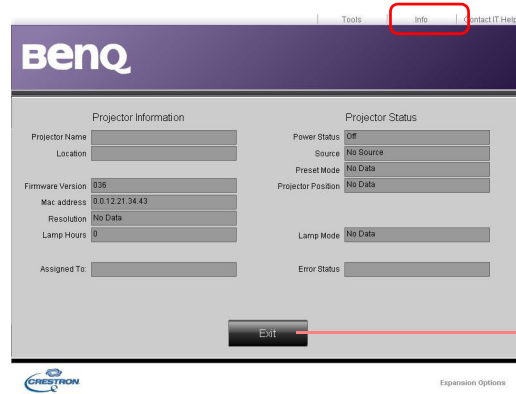 Tools Info Contact IT Help
BenQ
Projector Information Projector Status
Projector Name Power Status Off
Location Source No Source
Preset Mode No Data
Firmware Version 036 Projector Position No Data
Mac address 0.0.12.21.34.43
Resolution No Data
Lamp Hours 0 Lamp Mode No Data
Assigned To: Error Status
Exit
CRESTRON Expansion Options